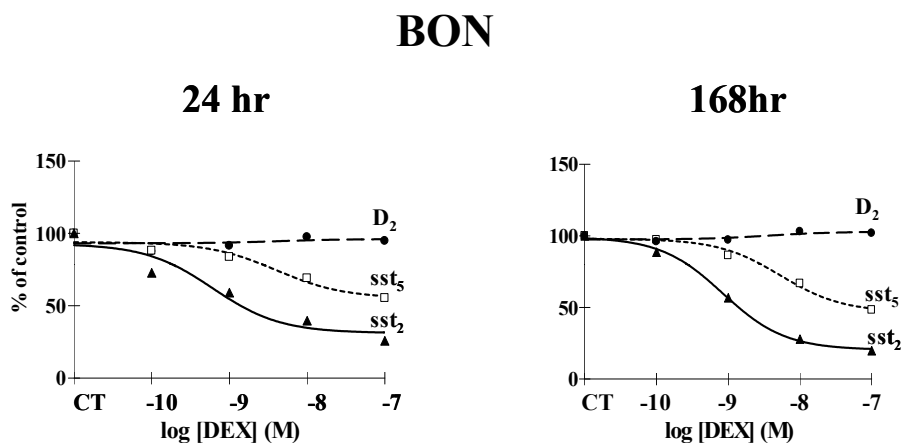 BON
24 hr
168hr
% of control
150
100
50
0
CT
-10
-9
-8
-7
log [DEX] (M)
D2
sst5
sst2
150
100
50
0
CT
-10
-9
-8
-7
log [DEX] (M)
D2
sst5
sst2